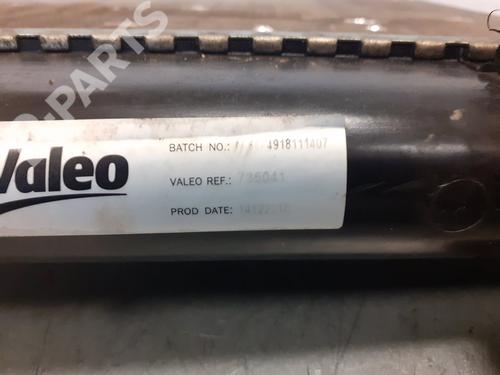 B-PARTS
Valeo
BATCH NO.: 4918111407
VALEO REF.: 735041
PROD DATE: